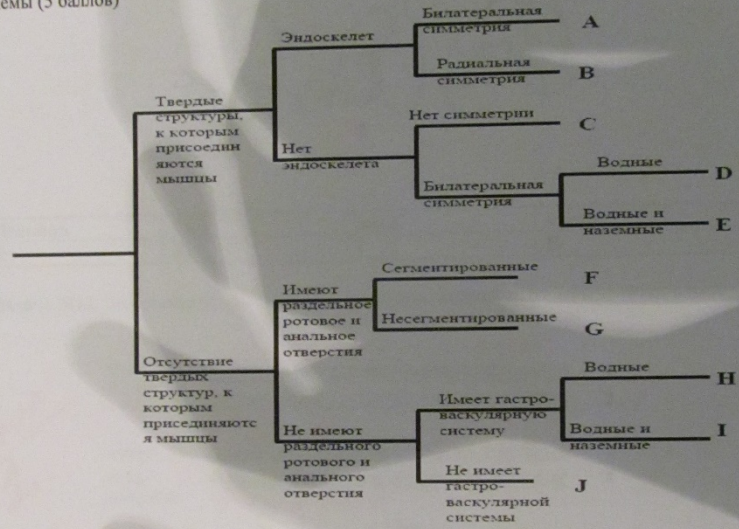 емы (5 баллов)
Билатеральная
симметрия
A
Эндоскелет
Радиальная
симметрия
B
Твердые
структуры,
к которым
присоедин
яются
мышцы
Нет симметрии
C
Нет
эндоскелета
Билатеральная
симметрия
Водные
D
Водные и
наземные
E
Имеют
раздельное
ротовое и
анальное
отверстия
Сегментированные
F
Несегментированные
G
Отсутствие
твердых
структур, к
которым
присединяютс
я мышцы
Водные
H
Имеет гастро-
васкулярную
систему
Водные и
наземные
I
Не имеют
раздельного
ротового и
анального
отверстия
Не имеет
гастро-
васкулярной
системы
J